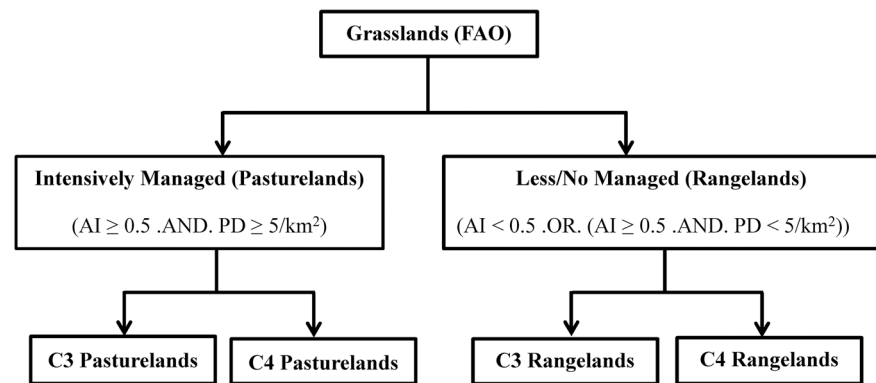 Grasslands (FAO)
Intensively Managed (Pasturelands)
(AI ≥ 0.5 .AND. PD ≥ 5/km²)
Less/No Managed (Rangelands)
(AI < 0.5 .OR. (AI ≥ 0.5 .AND. PD < 5/km²))
C3 Pasturelands
C4 Pasturelands
C3 Rangelands
C4 Rangelands